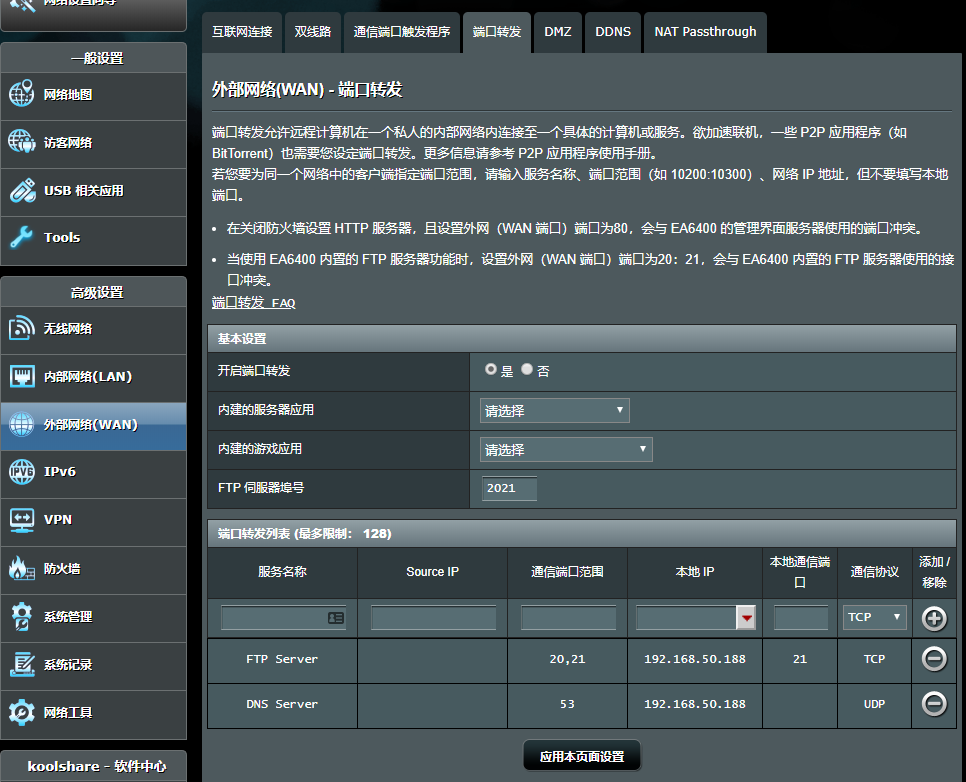 一般设置
网络地图
访客网络
USB 相关应用
Tools
高级设置
无线网络
内部网络(LAN)
外部网络(WAN)
IPv6
VPN
防火墙
系统管理
系统记录
网络工具
koolshare - 软件中心
互联网连接 双线路 通信端口触发程序 端口转发 DMZ DDNS NAT Passthrough
外部网络(WAN) - 端口转发
端口转发允许远程计算机在一个私人的内部网络内连接至一个具体的计算机或服务。欲加速联机，一些 P2P 应用程序（如
BitTorrent）也需要您设定端口转发。更多信息请参考 P2P 应用程序使用手册。
若您要为同一个网络中的客户端指定端口范围，请输入服务名称、端口范围（如 10200:10300）、网络 IP 地址，但不要填写本地
端口。
• 在关闭防火墙设置 HTTP 服务器，且设置外网（WAN 端口）端口为80，会与 EA6400 的管理界面服务器使用的端口冲突。
• 当使用 EA6400 内置的 FTP 服务器功能时，设置外网（WAN 端口）端口为20：21，会与 EA6400 内置的 FTP 服务器使用的接
口冲突。
端口转发 FAQ
基本设置
开启端口转发 是 否
内建的服务器应用 请选择
内建的游戏应用 请选择
FTP 伺服器埠号 2021
端口转发列表 (最多限制： 128)
服务名称 Source IP 通信端口范围 本地 IP 本地通信端口 通信协议 添加 / 移除
TCP
FTP Server 20,21 192.168.50.188 21 TCP
DNS Server 53 192.168.50.188 UDP
应用本页面设置